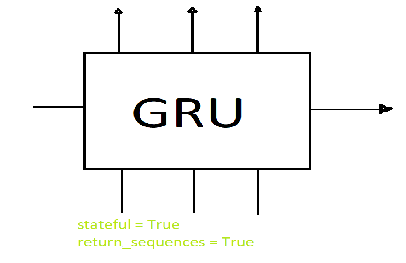 GRU
stateful = True
return_sequences = True